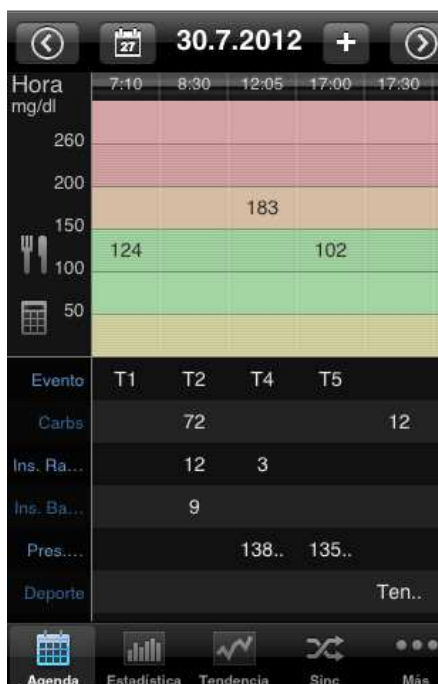 27 30.7.2012 +
Hora 7:10 8:30 12:05 17:00 17:30
mg/dl
260
200
183
150
124 102
100
50
Evento T1 T2 T4 T5
Carbs 72 12
Ins. Ra... 12 3
Ins. Ba... 9
Pres.... 138.. 135..
Deporte Ten..
Agenda Estadística Tendencia Sinc Más